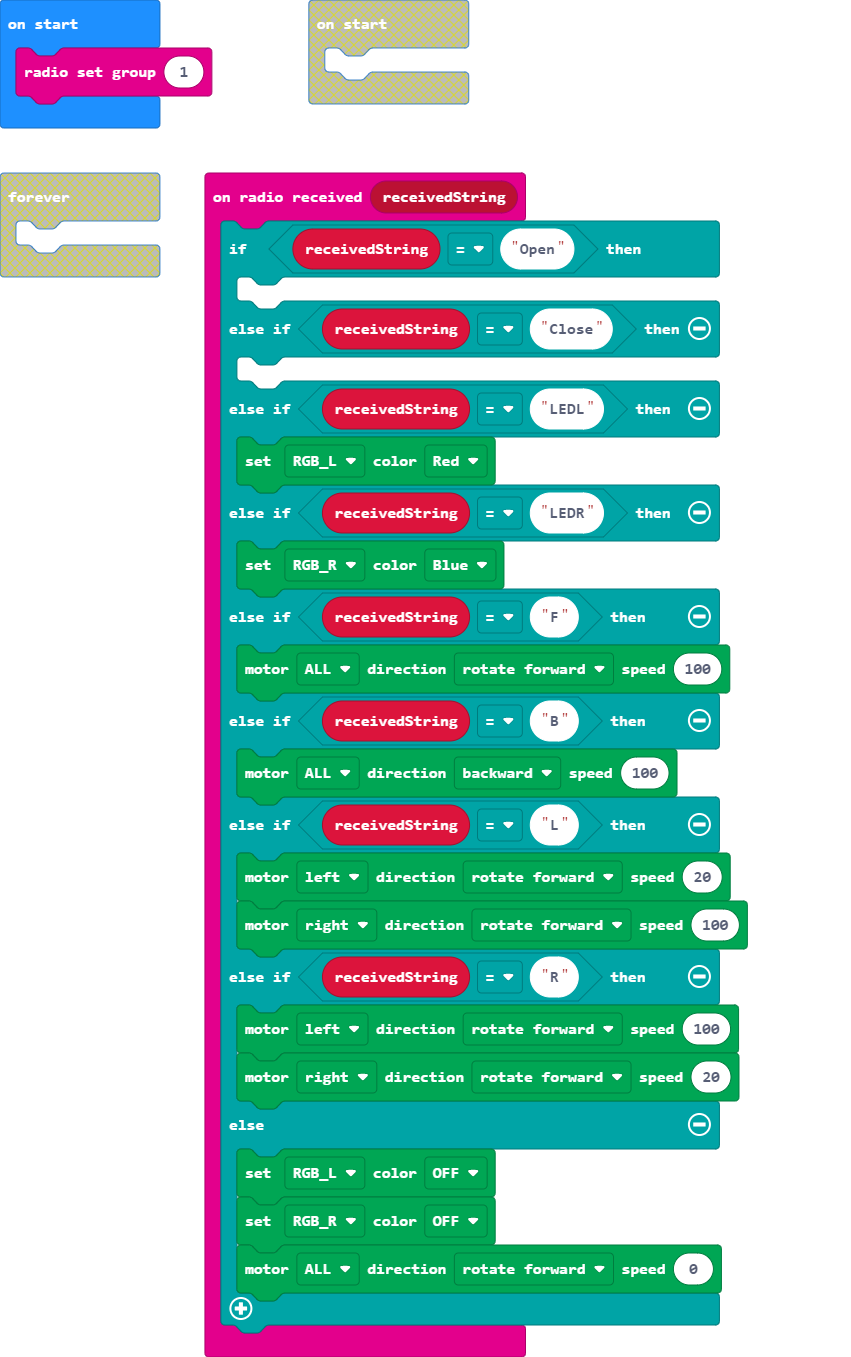 on start
radio set group 1
on start
forever
on radio received receivedString
if receivedString = "Open" then
else if receivedString = "Close" then
else if receivedString = "LEDL" then
set RGB_L color Red
else if receivedString = "LEDR" then
set RGB_R color Blue
else if receivedString = "F" then
motor ALL direction rotate forward speed 100
else if receivedString = "B" then
motor ALL direction backward speed 100
else if receivedString = "L" then
motor left direction rotate forward speed 20
motor right direction rotate forward speed 100
else if receivedString = "R" then
motor left direction rotate forward speed 100
motor right direction rotate forward speed 20
else
set RGB_L color OFF
set RGB_R color OFF
motor ALL direction rotate forward speed 0